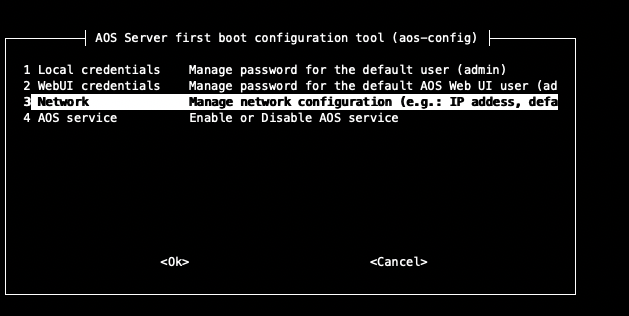 AOS Server first boot configuration tool (aos-config)
1 Local credentials    Manage password for the default user (admin)
2 WebUI credentials    Manage password for the default AOS Web UI user (ad
3 Network              Manage network configuration (e.g.: IP addess, defa
4 AOS service          Enable or Disable AOS service
<Ok>                         <Cancel>